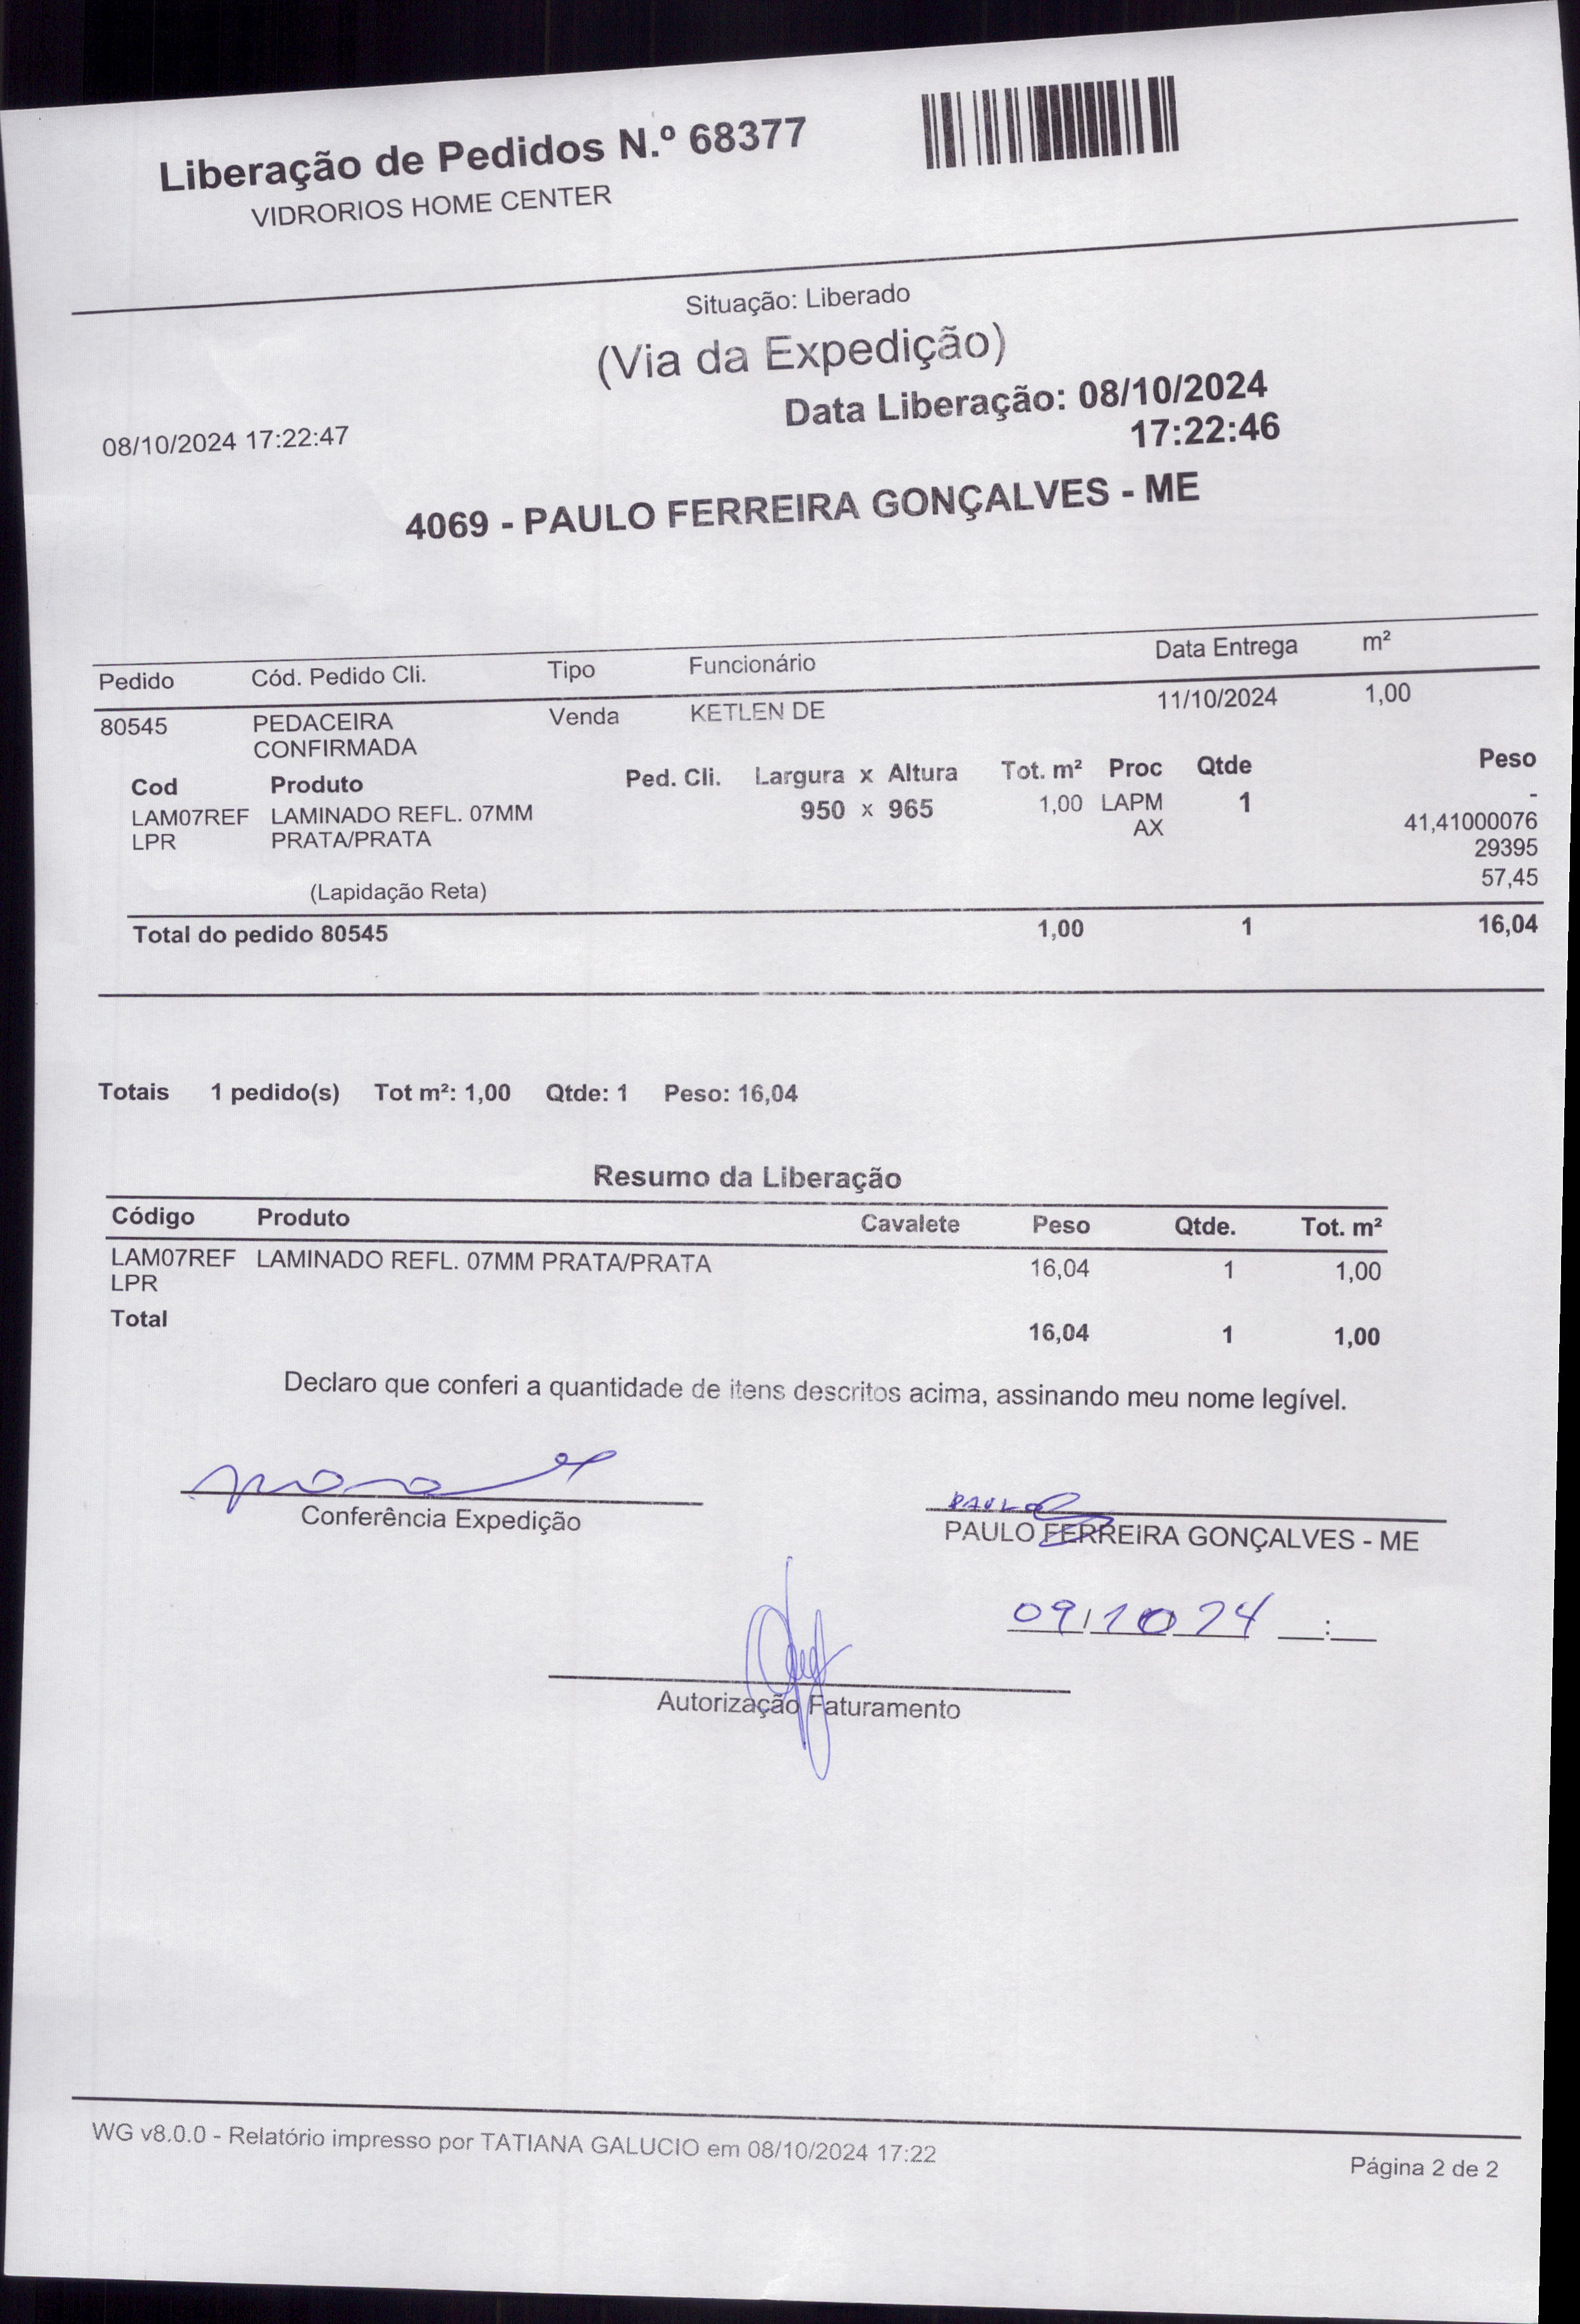 Liberação de Pedidos N.º 68377
VIDRORIOS HOME CENTER
Situação: Liberado
(Via da Expedição)
Data Liberação: 08/10/2024
08/10/2024 17:22:47 17:22:46
4069 - PAULO FERREIRA GONÇALVES - ME
Pedido Cód. Pedido Cli. Tipo Funcionário Data Entrega m²
80545 PEDACEIRA Venda KETLEN DE 11/10/2024 1,00
CONFIRMADA
Cod Produto Ped. Cli. Largura x Altura Tot. m² Proc Qtde Peso
LAM07REF LAMINADO REFL. 07MM 950 x 965 1,00 LAPM 1 -
LPR PRATA/PRATA AX 41,41000076
29395
(Lapidação Reta) 57,45
Total do pedido 80545 1,00 1 16,04
Totais 1 pedido(s) Tot m²: 1,00 Qtde: 1 Peso: 16,04
Resumo da Liberação
Código Produto Cavalete Peso Qtde. Tot. m²
LAM07REF LAMINADO REFL. 07MM PRATA/PRATA 16,04 1 1,00
LPR
Total 16,04 1 1,00
Declaro que conferi a quantidade de itens descritos acima, assinando meu nome legível.
PAULO
Conferência Expedição PAULO FERREIRA GONÇALVES - ME
09/10 24 __:__
Autorização Faturamento
WG v8.0.0 - Relatório impresso por TATIANA GALUCIO em 08/10/2024 17:22
Página 2 de 2